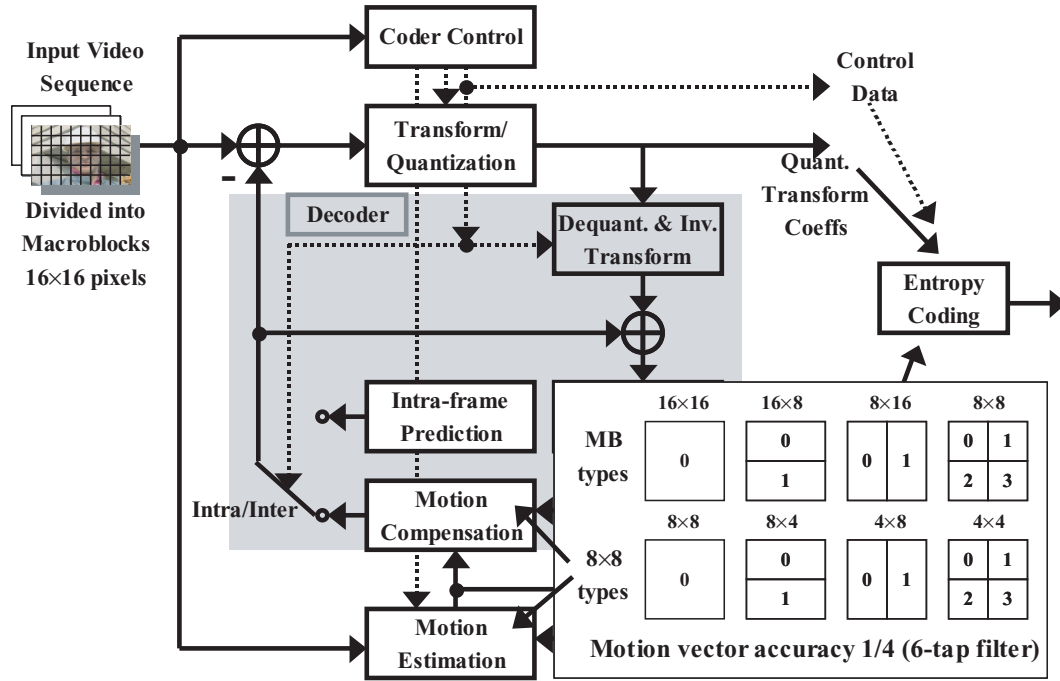 Input Video
Sequence
Divided into
Macroblocks
16×16 pixels
Coder Control
Transform/
Quantization
-
Decoder
Dequant. & Inv.
Transform
Control
Data
Quant.
Transform
Coeffs
Entropy
Coding
Intra-frame
Prediction
Intra/Inter
Motion
Compensation
Motion
Estimation
16×16 16×8 8×16 8×8
MB
types
0
0
1
0 1
0 1
2 3
8×8 8×4 4×8 4×4
8×8
types
0
0
1
0 1
0 1
2 3
Motion vector accuracy 1/4 (6-tap filter)